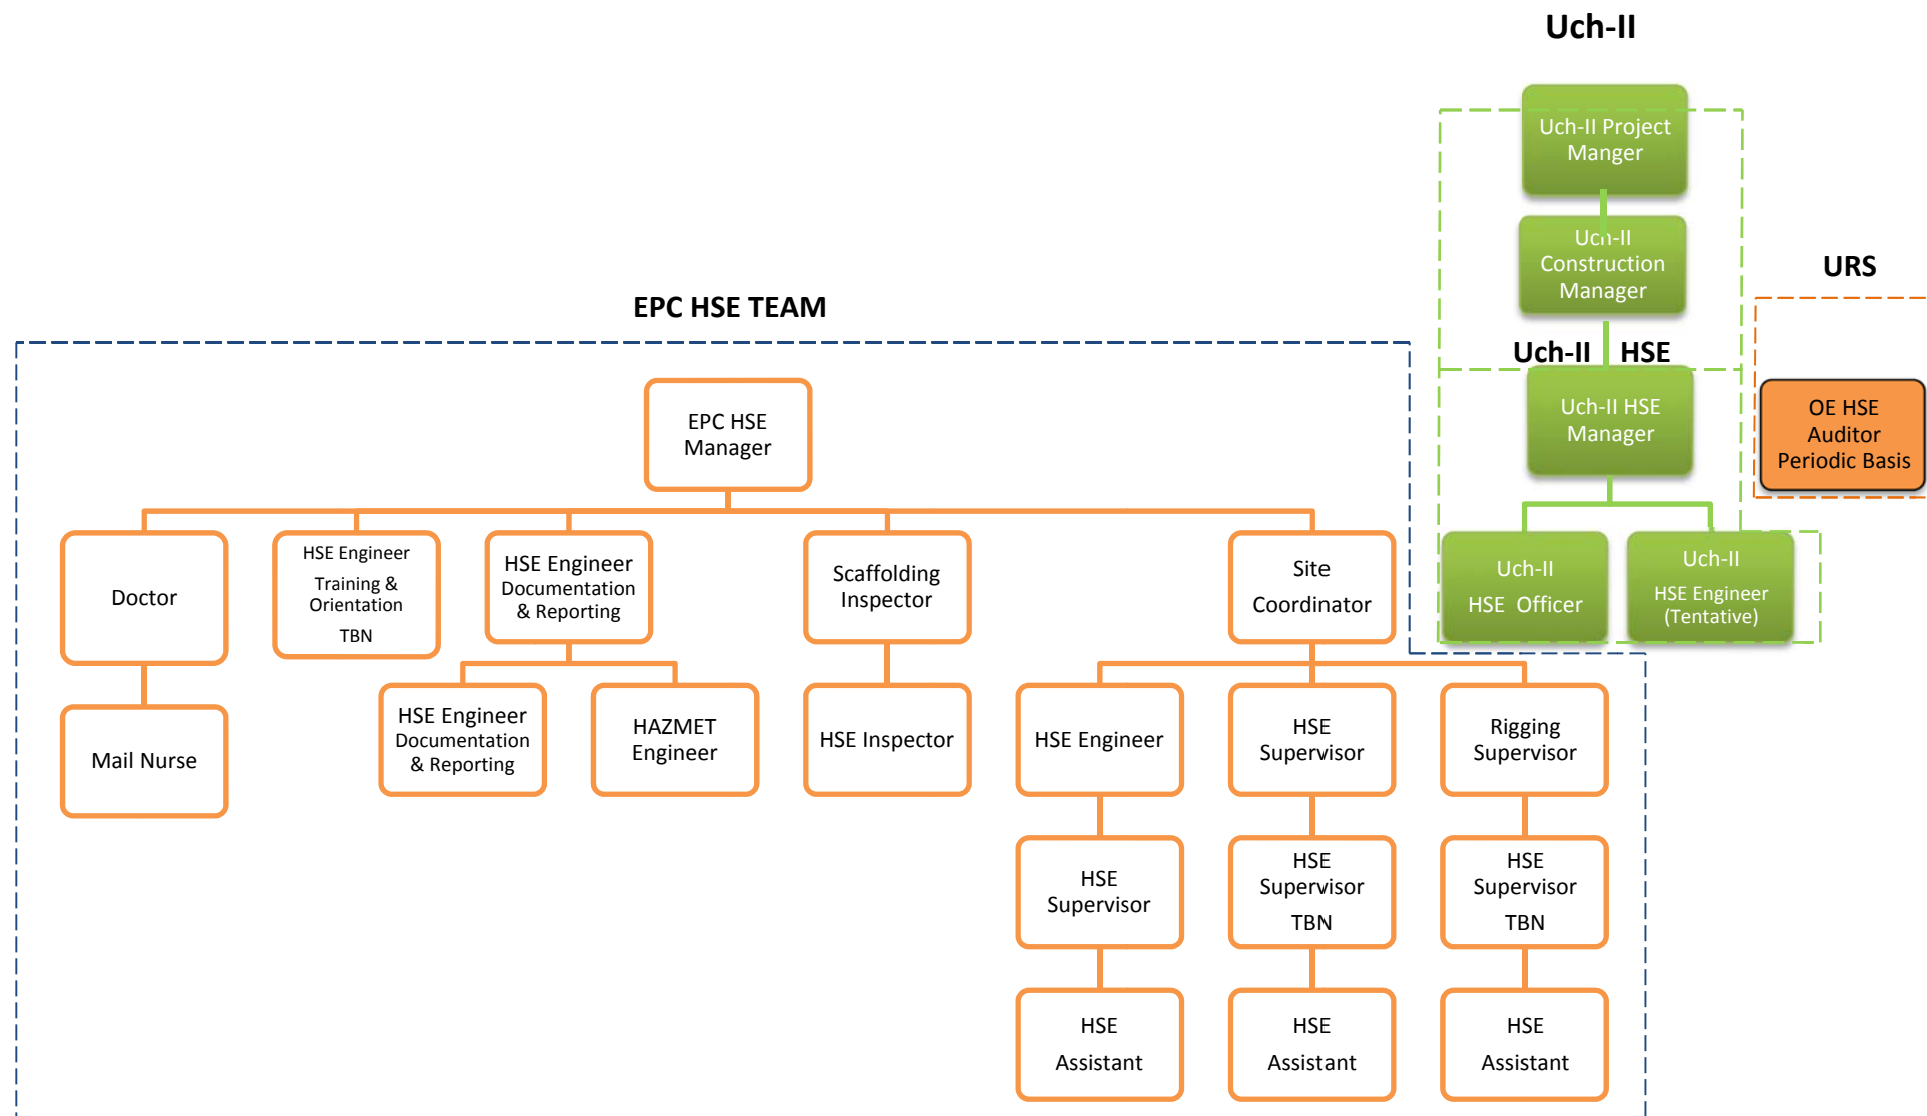 Uch-II
Uch-II Project
Manger
Uch-II
Construction
Manager
URS
EPC HSE TEAM
Uch-II HSE
Uch-II HSE
Manager
OE HSE
Auditor
Periodic Basis
EPC HSE
Manager
Doctor
HSE Engineer
Training &
Orientation
TBN
HSE Engineer
Documentation
& Reporting
Scaffolding
Inspector
Site
Coordinator
Uch-II
HSE Officer
Uch-II
HSE Engineer
(Tentative)
Mail Nurse
HSE Engineer
Documentation
& Reporting
HAZMET
Engineer
HSE Inspector
HSE Engineer
HSE
Supervisor
Rigging
Supervisor
HSE
Supervisor
HSE
Supervisor
TBN
HSE
Supervisor
TBN
HSE
Assistant
HSE
Assistant
HSE
Assistant